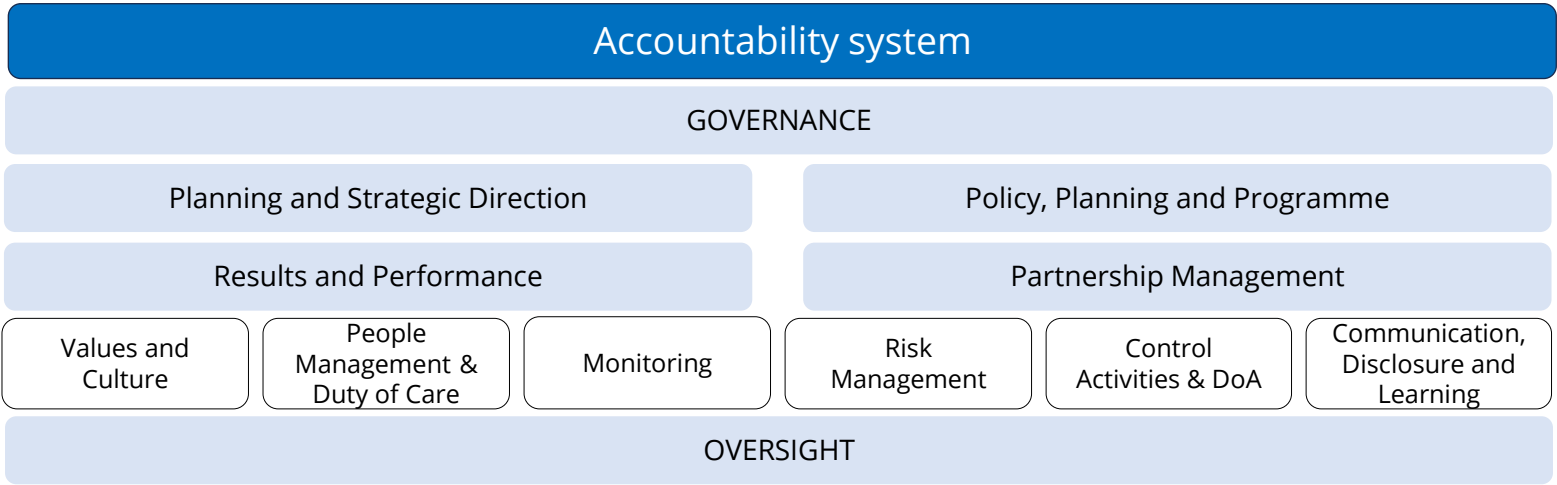 Accountability system
GOVERNANCE
Planning and Strategic Direction
Policy, Planning and Programme
Results and Performance
Partnership Management
Values and
Culture
People
Management &
Duty of Care
Monitoring
Risk
Management
Control
Activities & DoA
Communication,
Disclosure and
Learning
OVERSIGHT